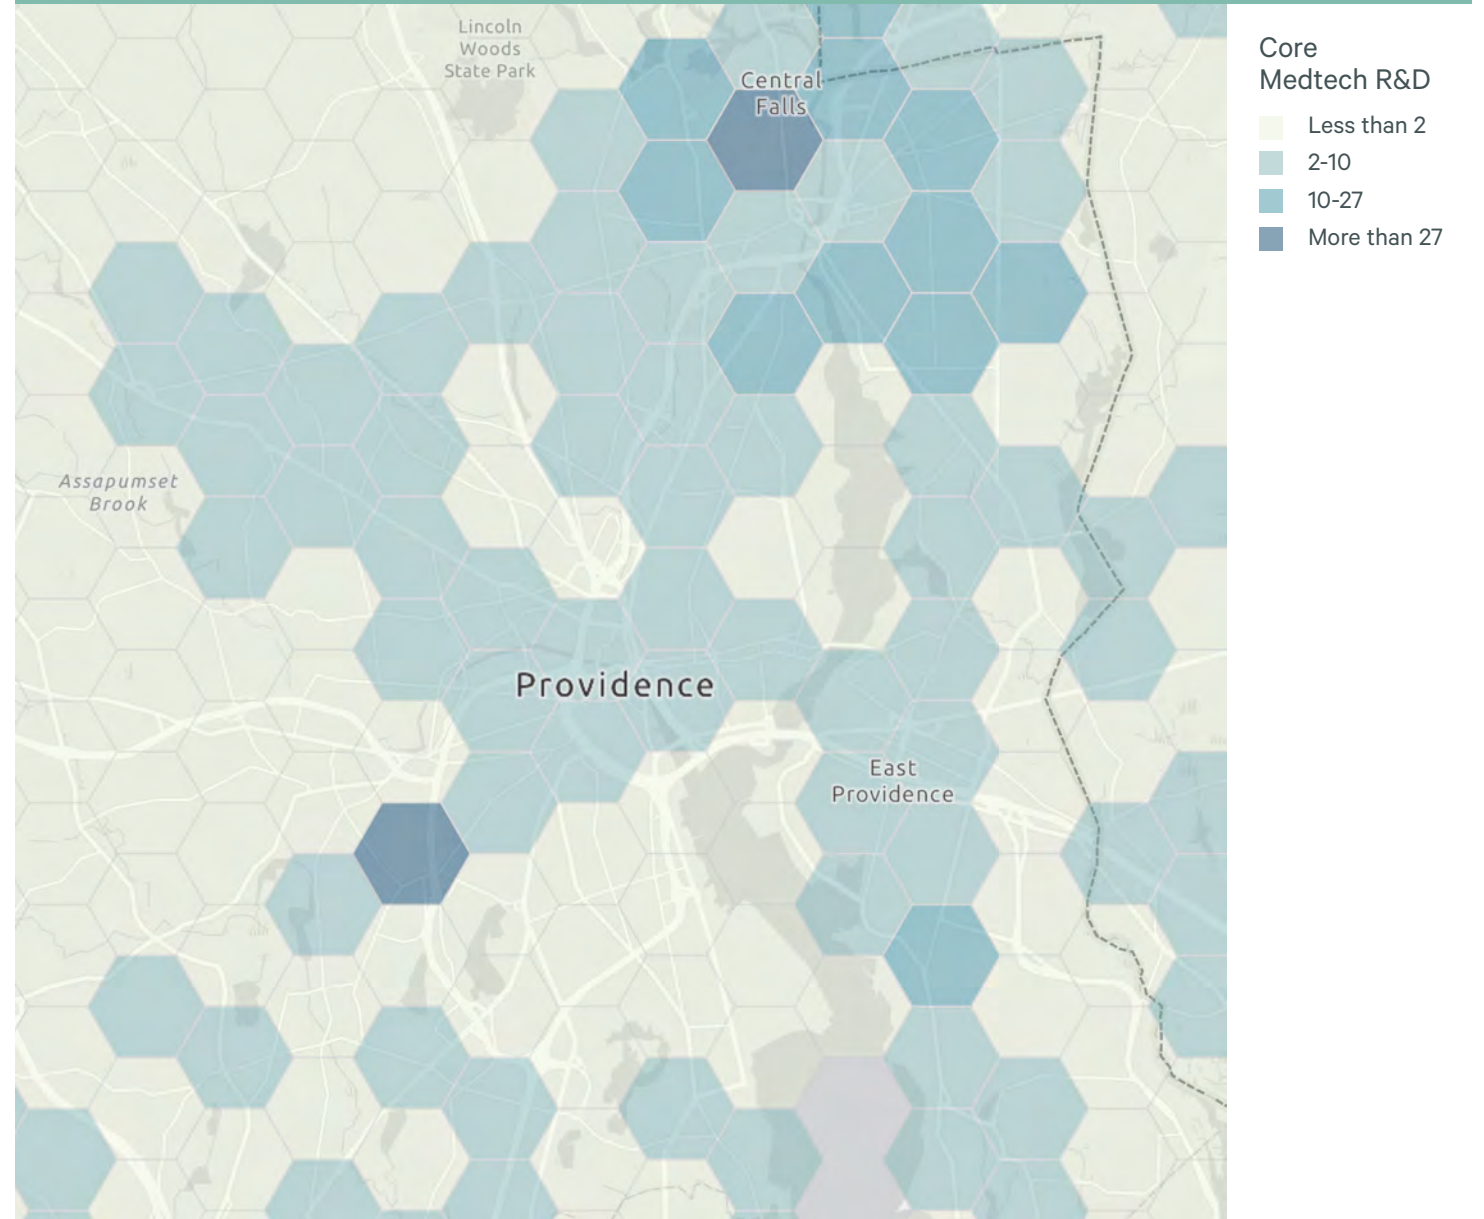 Lincoln
Woods
State Park
Central
Falls
Assapumset
Brook
Providence
East
Providence
Core
Medtech R&D
Less than 2
2-10
10-27
More than 27